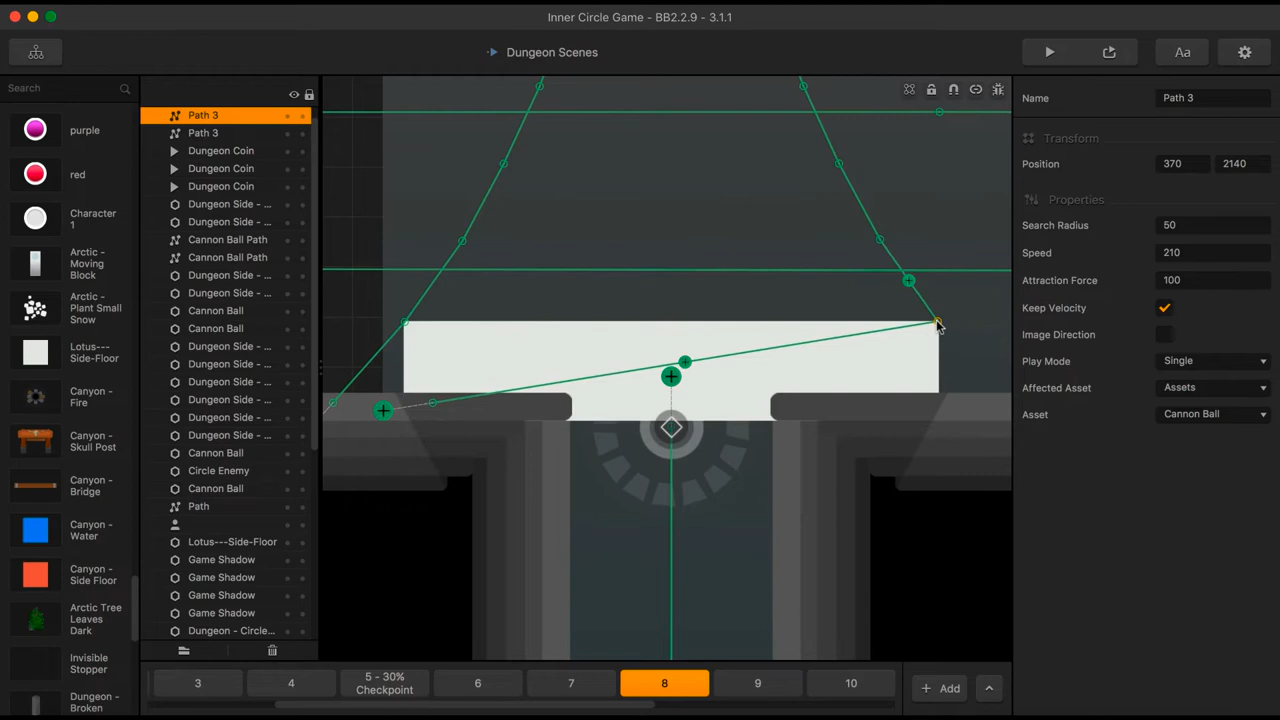 Inner Circle Game - BB2.2.9 - 3.1.1
Dungeon Scenes
Aa
Search
purple
red
Character
1
Arctic -
Moving
Block
Arctic -
Plant Small
Snow
Lotus---
Side-Floor
Canyon -
Fire
Canyon -
Skull Post
Canyon -
Bridge
Canyon -
Water
Canyon -
Side Floor
Arctic Tree
Leaves
Dark
Invisible
Stopper
Dungeon -
Broken
Path 3
Path 3
Dungeon Coin
Dungeon Coin
Dungeon Coin
Dungeon Side - ...
Dungeon Side - ...
Cannon Ball Path
Cannon Ball Path
Dungeon Side - ...
Dungeon Side - ...
Cannon Ball
Cannon Ball
Dungeon Side - ...
Dungeon Side - ...
Dungeon Side - ...
Dungeon Side - ...
Dungeon Side - ...
Dungeon Side - ...
Cannon Ball
Circle Enemy
Cannon Ball
Path
Lotus---Side-Floor
Game Shadow
Game Shadow
Game Shadow
Game Shadow
Dungeon - Circle...
Name Path 3
Transform
Position 370 2140
Properties
Search Radius 50
Speed 210
Attraction Force 100
Keep Velocity
Image Direction
Play Mode Single
Affected Asset Assets
Asset Cannon Ball
3
4
5 - 30%
Checkpoint
6
7
8
9
10
+ Add